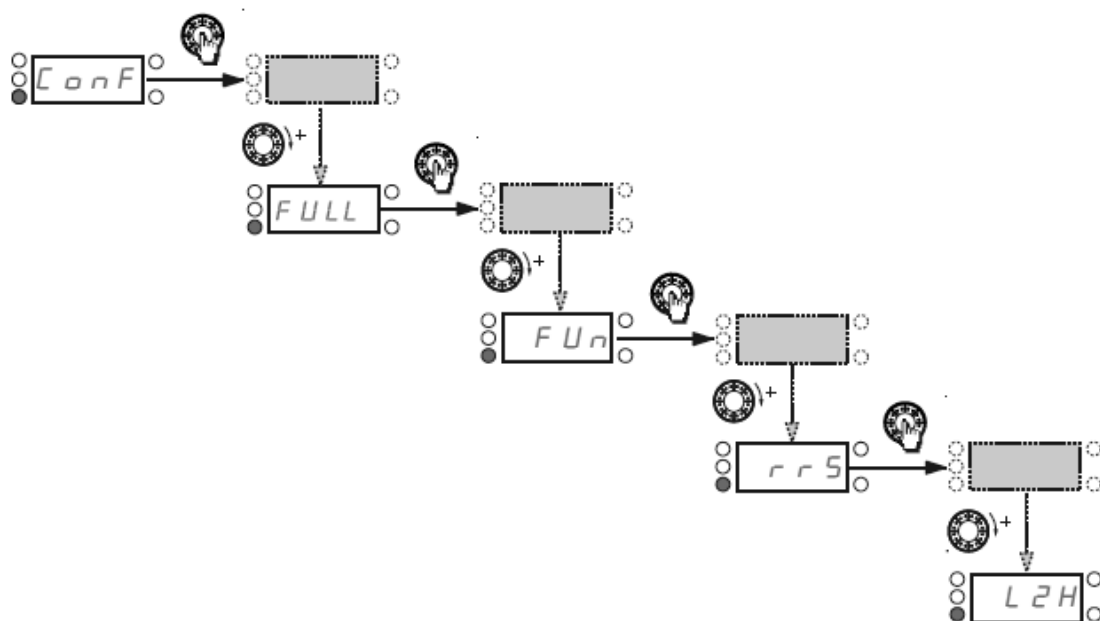 ConF
+
FULL
+
FUn
+
rrS
+
L2H